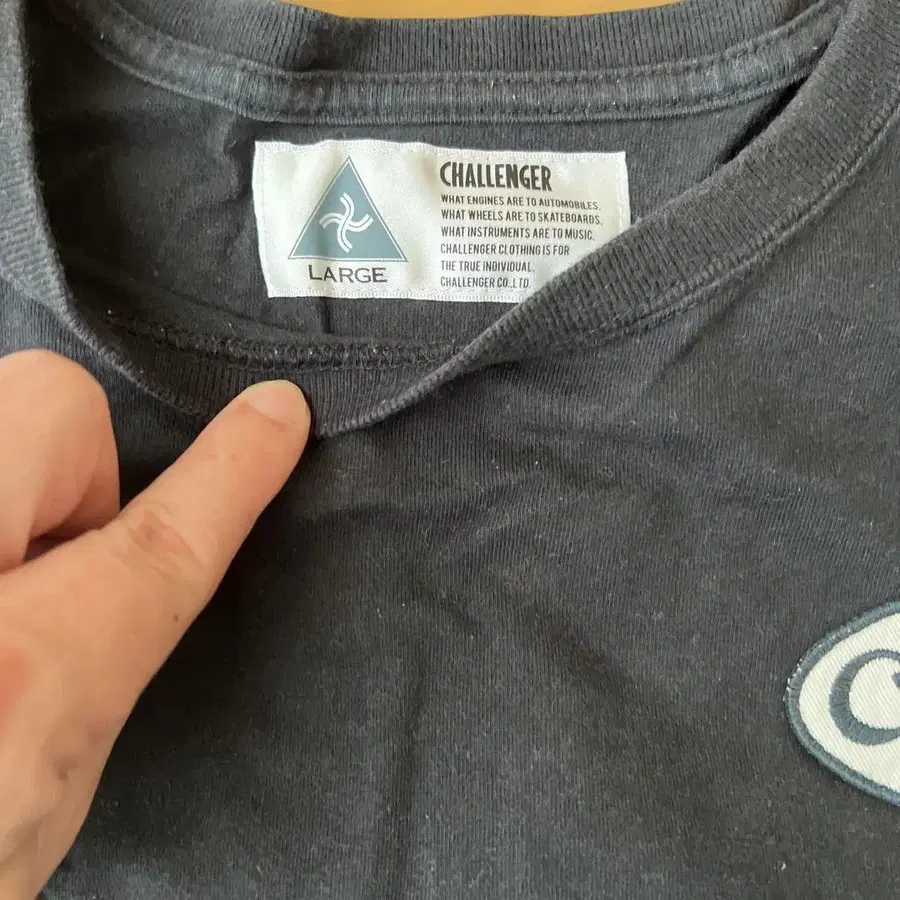 CHALLENGER
WHAT ENGINES ARE TO AUTOMOBILES.
WHAT WHEELS ARE TO SKATEBOARDS.
WHAT INSTRUMENTS ARE TO MUSIC.
CHALLENGER CLOTHING IS FOR
THE TRUE INDIVIDUAL.
CHALLENGER CO.,LTD.
LARGE
C